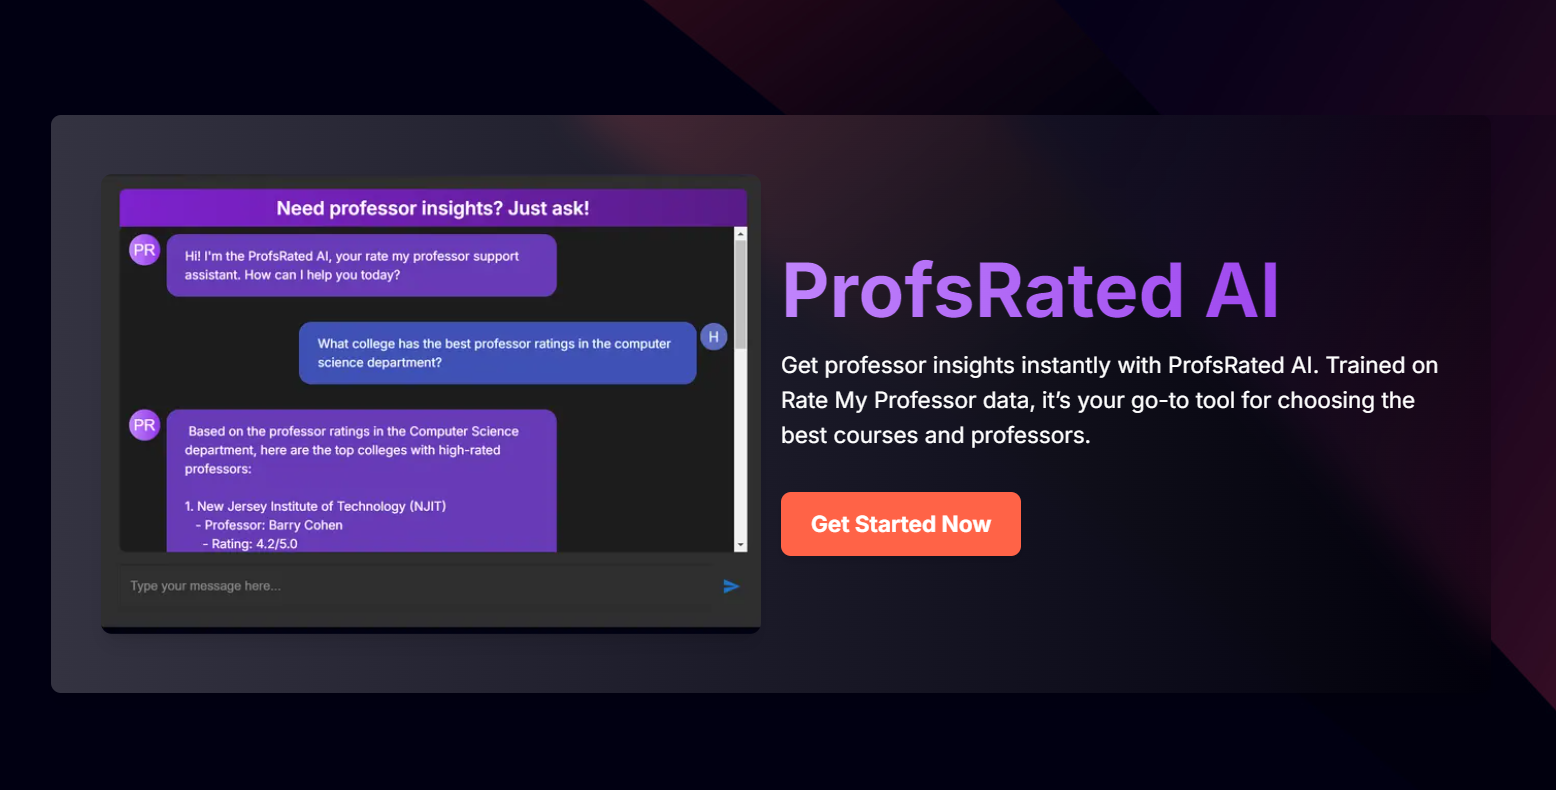 Need professor insights? Just ask!
PR
Hi! I'm the ProfsRated AI, your rate my professor support
assistant. How can I help you today?
What college has the best professor ratings in the computer
science department?
H
PR
Based on the professor ratings in the Computer Science
department, here are the top colleges with high-rated
professors:
1. New Jersey Institute of Technology (NJIT)
- Professor: Barry Cohen
- Rating: 4.2/5.0
Type your message here...
ProfsRated AI
Get professor insights instantly with ProfsRated AI. Trained on
Rate My Professor data, it’s your go-to tool for choosing the
best courses and professors.
Get Started Now